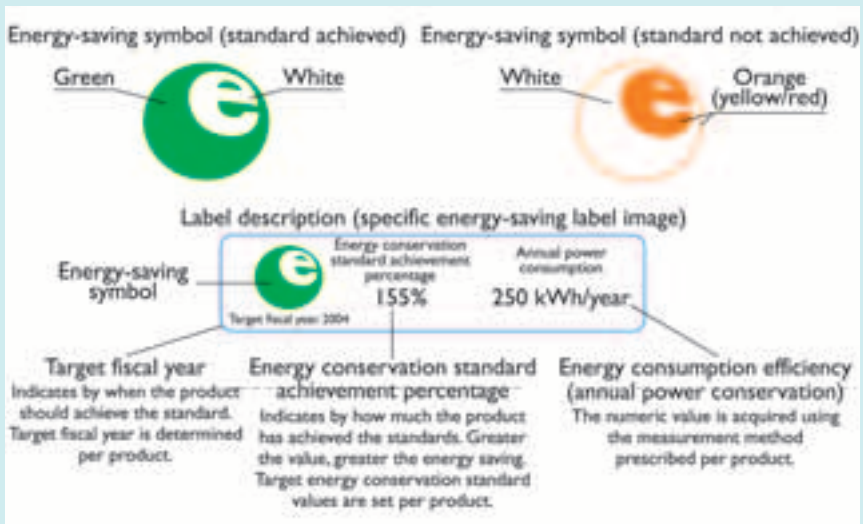 Energy-saving symbol (standard achieved)
Energy-saving symbol (standard not achieved)
Green
White
White
Orange
(yellow/red)
e
e
Label description (specific energy-saving label image)
Energy-saving
symbol
e
Target fiscal year 2004
Energy conservation
standard achievement
percentage
155%
Annual power
consumption
250 kWh/year
Target fiscal year
Indicates by when the product
should achieve the standard.
Target fiscal year is determined
per product.
Energy conservation standard
achievement percentage
Indicates by how much the product
has achieved the standards. Greater
the value, greater the energy saving.
Target energy conservation standard
values are set per product.
Energy consumption efficiency
(annual power conservation)
The numeric value is acquired using
the measurement method
prescribed per product.